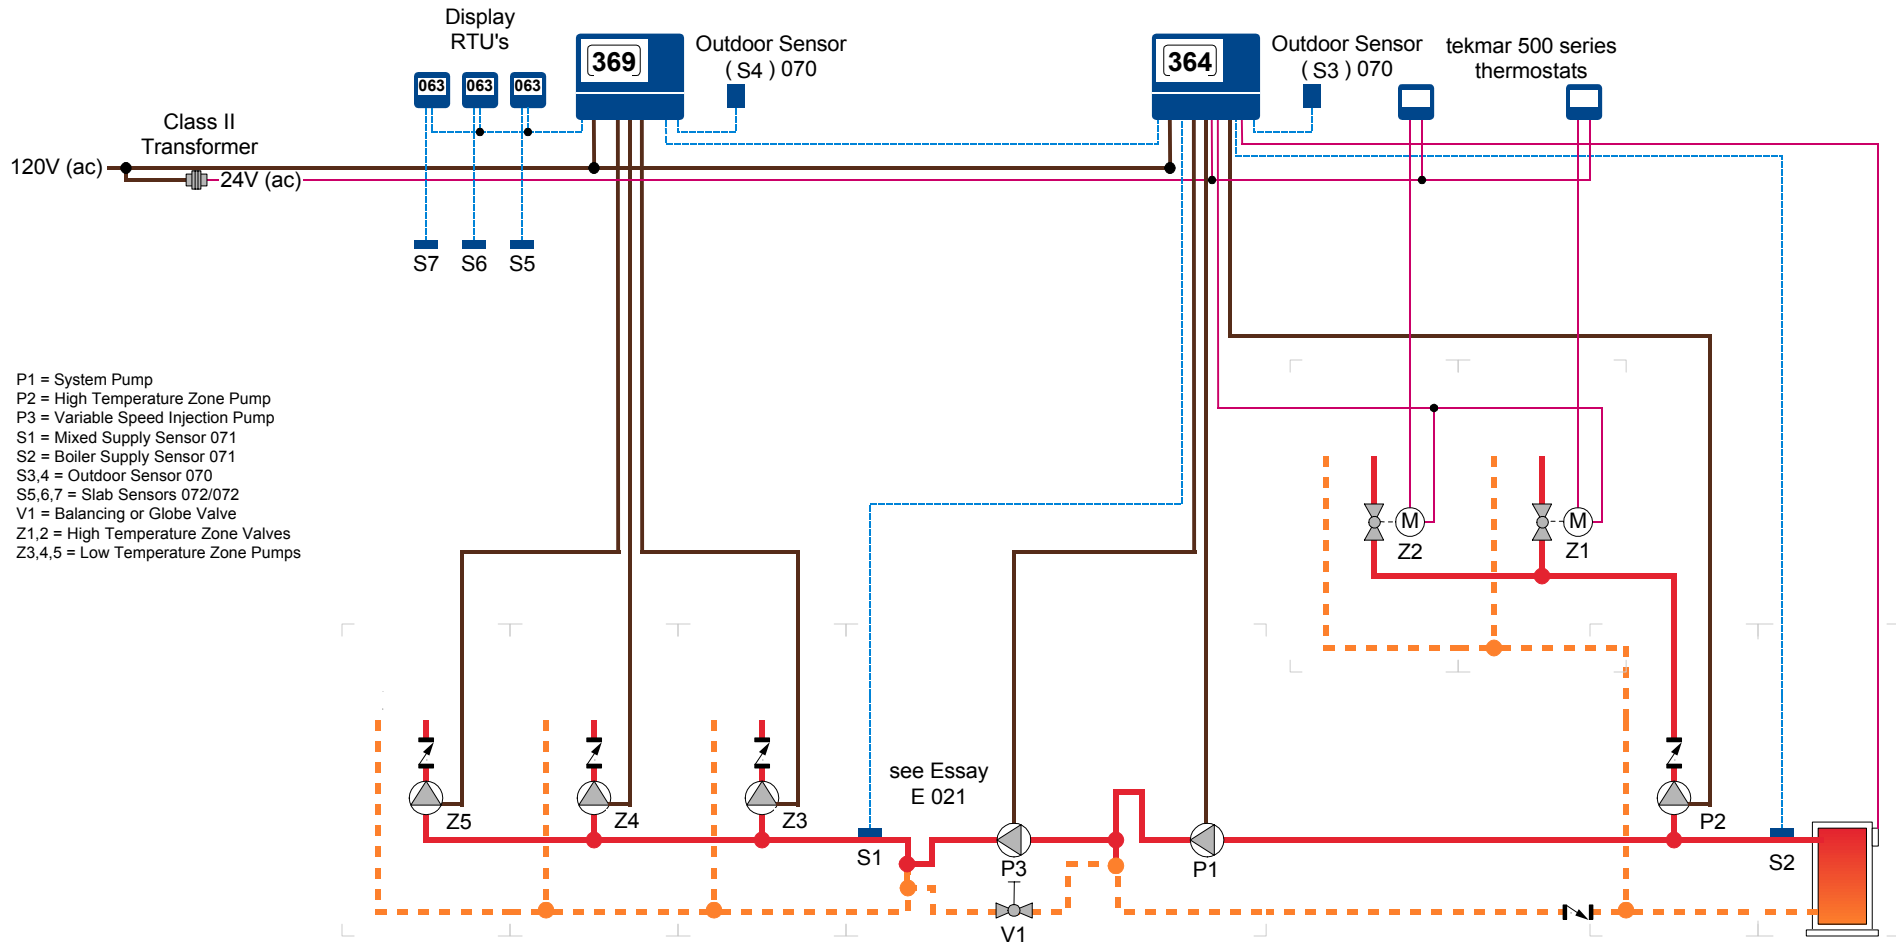 Display
RTU's
063
063
063
369
Outdoor Sensor
( S4 ) 070
364
Outdoor Sensor
( S3 ) 070
tekmar 500 series
thermostats
Class II
Transformer
120V (ac)
24V (ac)
S7
S6
S5
P1 = System Pump
P2 = High Temperature Zone Pump
P3 = Variable Speed Injection Pump
S1 = Mixed Supply Sensor 071
S2 = Boiler Supply Sensor 071
S3,4 = Outdoor Sensor 070
S5,6,7 = Slab Sensors 072/072
V1 = Balancing or Globe Valve
Z1,2 = High Temperature Zone Valves
Z3,4,5 = Low Temperature Zone Pumps
M
Z2
M
Z1
see Essay
E 021
Z5
Z4
Z3
S1
P3
P1
P2
S2
V1